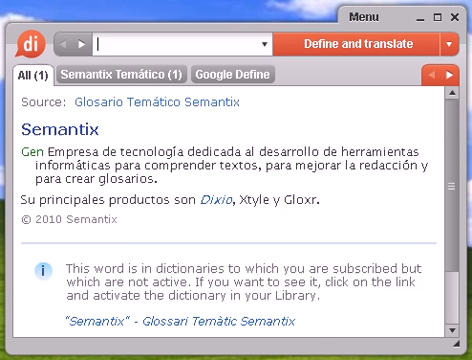 Menu
di
Define and translate
All (1) Semantix Temático (1) Google Define
Source: Glosario Temático Semantix
Semantix
Gen Empresa de tecnología dedicada al desarrollo de herramientas
informáticas para comprender textos, para mejorar la redacción y
para crear glosarios.
Su principales productos son Dixio, Xtyle y Gloxr.
© 2010 Semantix
i
This word is in dictionaries to which you are subscribed but
which are not active. If you want to see it, click on the link
and activate the dictionary in your Library.
"Semantix" - Glossari Temàtic Semantix